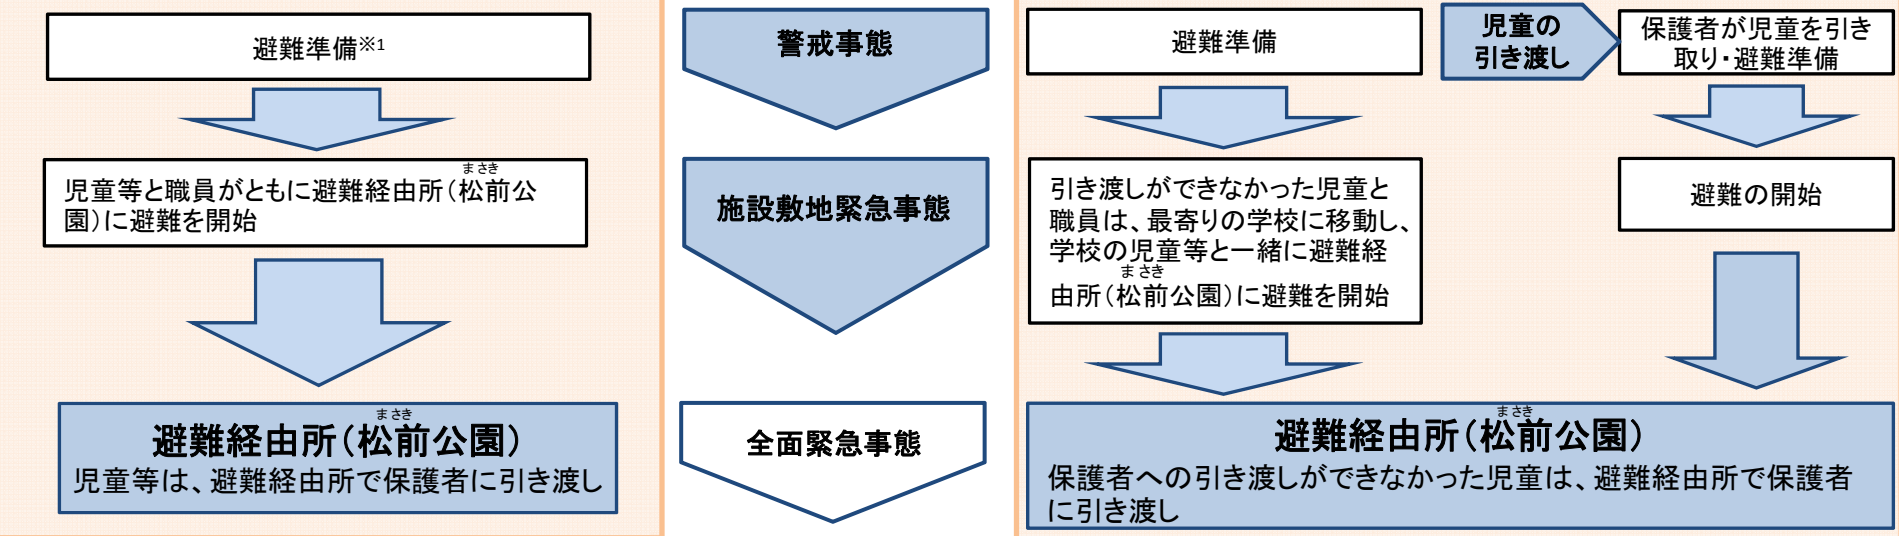 避難準備※1
まさき
児童等と職員がともに避難経由所(松前公
園)に避難を開始
まさき
避難経由所(松前公園)
児童等は、避難経由所で保護者に引き渡し
警戒事態
施設敷地緊急事態
全面緊急事態
避難準備
児童の
引き渡し
保護者が児童を引き
取り・避難準備
引き渡しができなかった児童と
職員は、最寄りの学校に移動し、
学校の児童等と一緒に避難経
まさき
由所(松前公園)に避難を開始
避難の開始
まさき
避難経由所(松前公園)
保護者への引き渡しができなかった児童は、避難経由所で保護者
に引き渡し